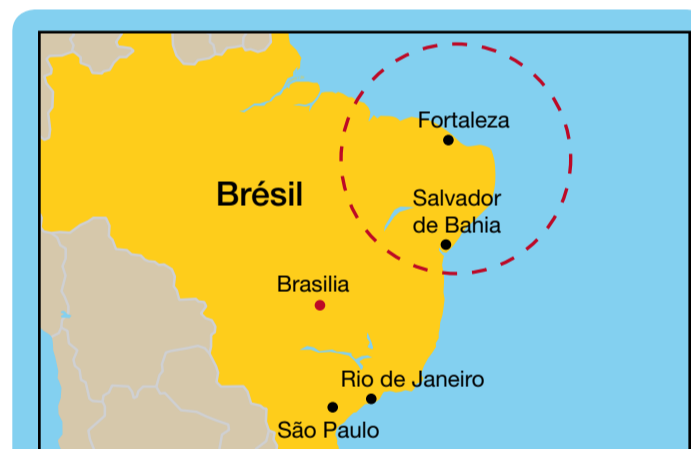 Fortaleza
Brésil
Salvador
de Bahia
Brasilia
Rio de Janeiro
São Paulo